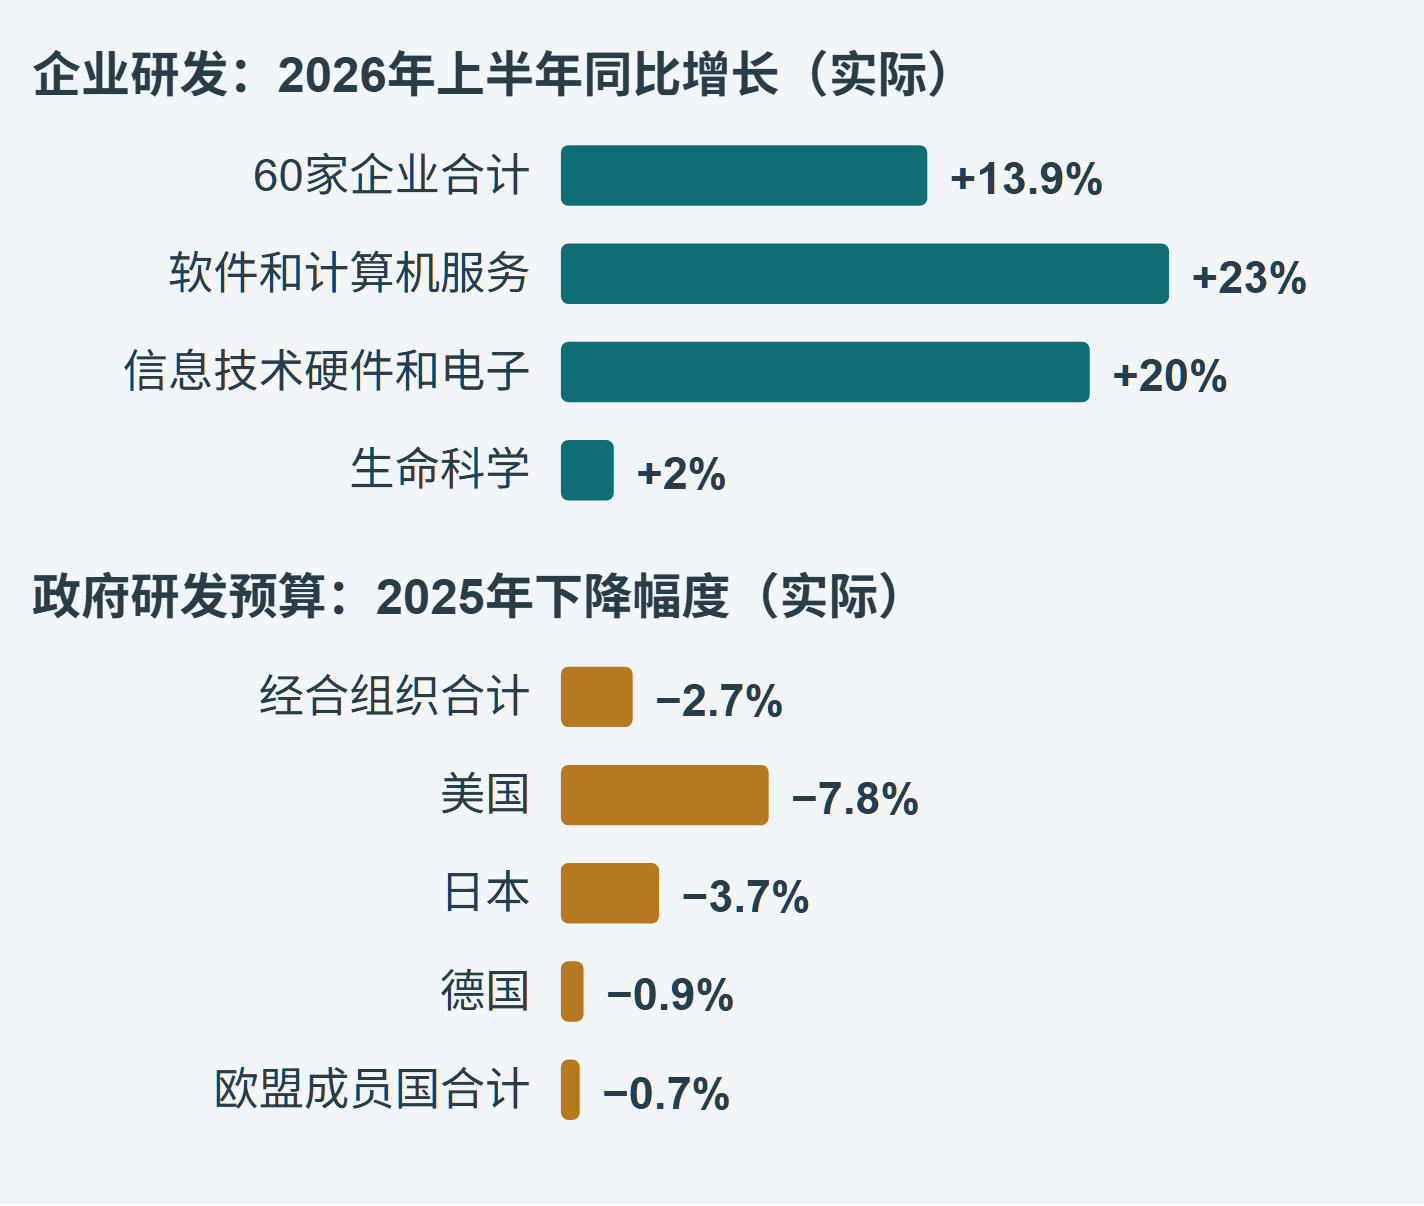 企业研发：2026年上半年同比增长（实际）
60家企业合计 +13.9%
软件和计算机服务 +23%
信息技术硬件和电子 +20%
生命科学 +2%
政府研发预算：2025年下降幅度（实际）
经合组织合计 −2.7%
美国 −7.8%
日本 −3.7%
德国 −0.9%
欧盟成员国合计 −0.7%